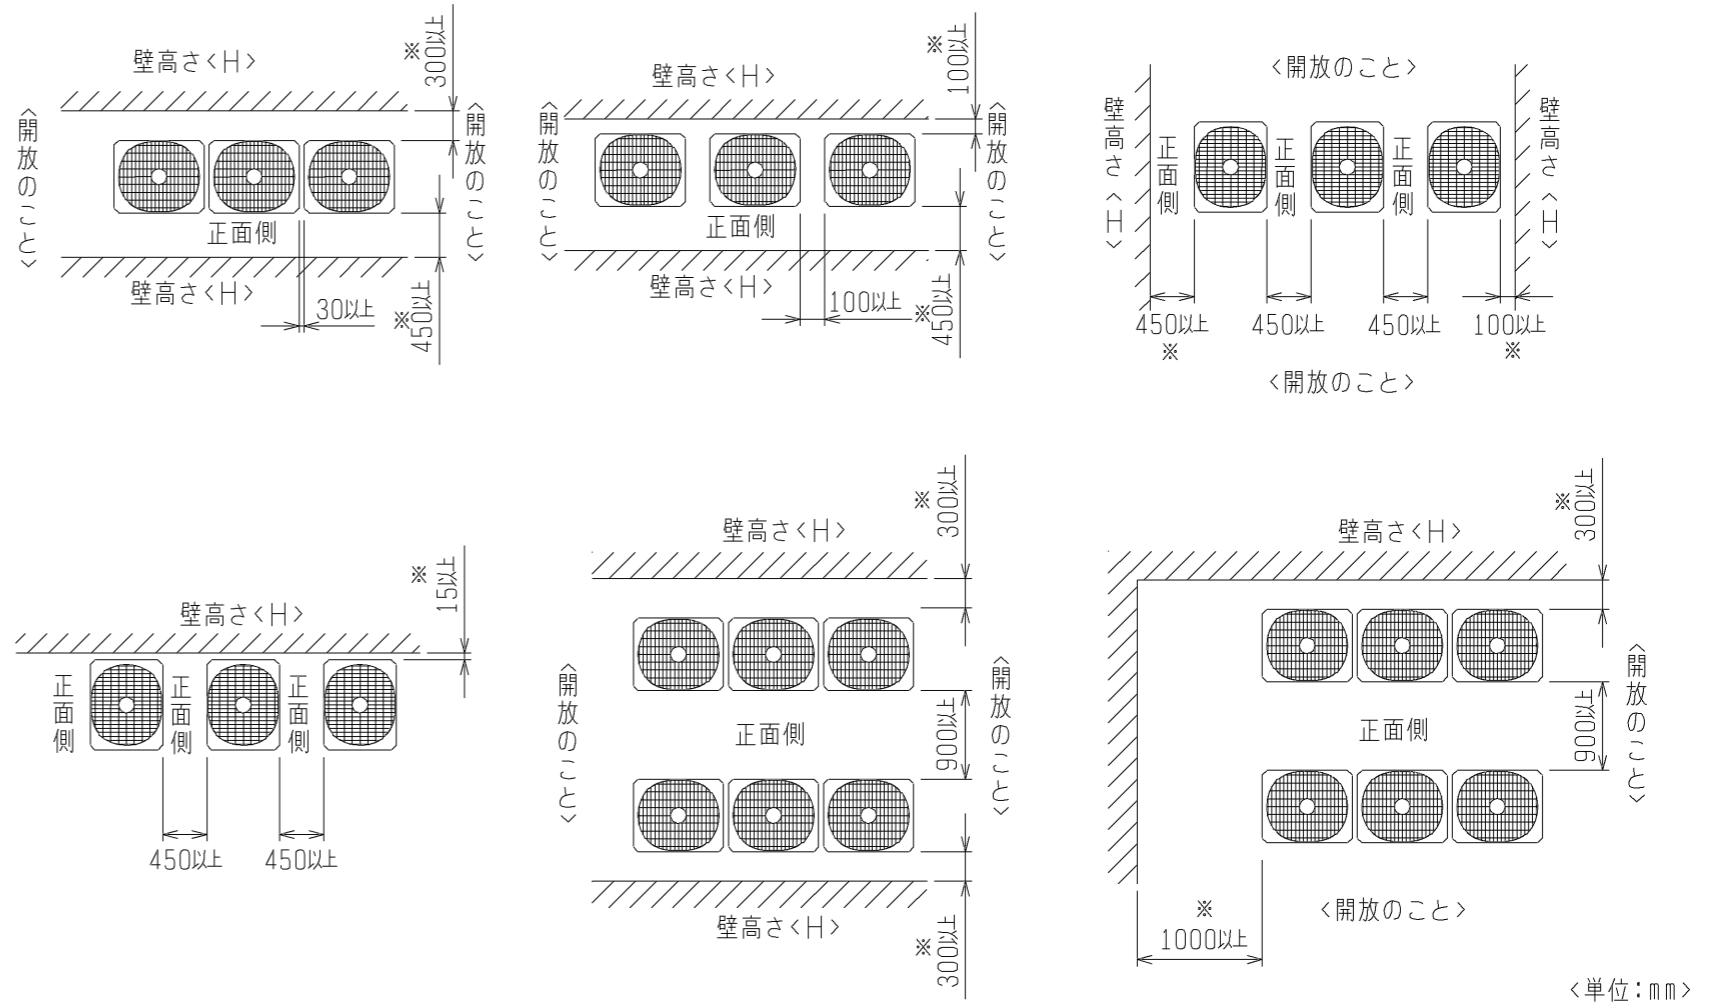 壁高さ<H>
※
300以上
<開放のこと>
<開放のこと>
正面側
壁高さ<H>
30以上
※
450以上
壁高さ<H>
※
100以上
<開放のこと>
<開放のこと>
正面側
壁高さ<H>
100以上
※
450以上
<開放のこと>
壁高さ<H>
正面側
正面側
正面側
壁高さ<H>
450以上
※
450以上
450以上
100以上
※
<開放のこと>
壁高さ<H>
※
15以上
正面側
正面側
正面側
450以上
450以上
壁高さ<H>
※
300以上
<開放のこと>
<開放のこと>
正面側
900以上
壁高さ<H>
※
300以上
壁高さ<H>
※
300以上
<開放のこと>
正面側
900以上
<開放のこと>
※
1000以上
<単位:mm>